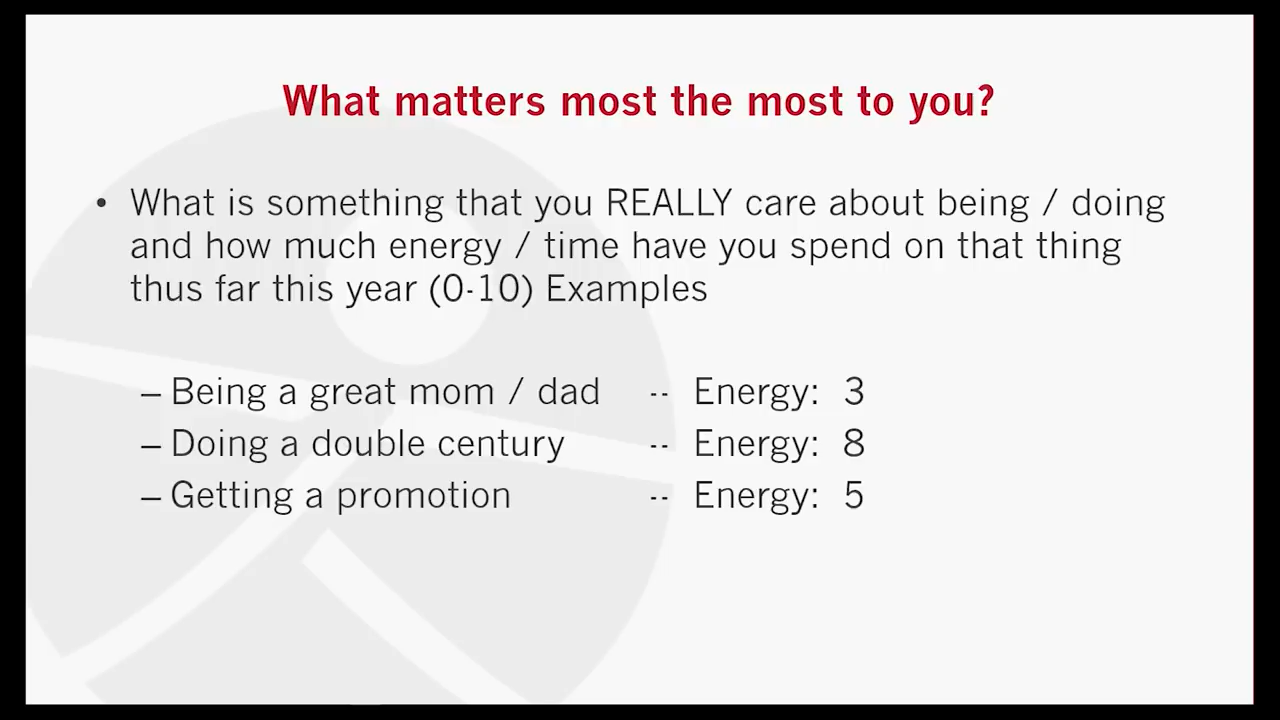 What matters most the most to you?
• What is something that you REALLY care about being / doing
and how much energy / time have you spend on that thing
thus far this year (0-10) Examples
– Being a great mom / dad -- Energy: 3
– Doing a double century -- Energy: 8
– Getting a promotion -- Energy: 5